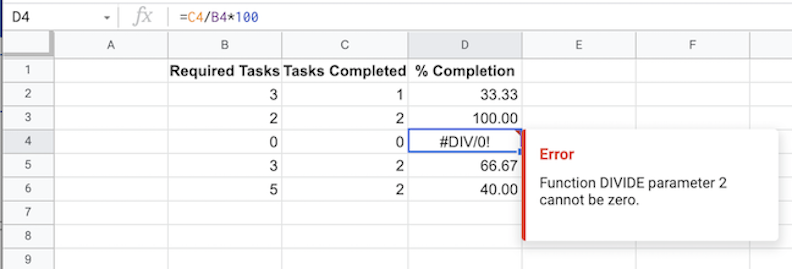 D4 fx =C4/B4*100
A B C D E F
1 Required Tasks Tasks Completed % Completion
2 3 1 33.33
3 2 2 100.00
4 0 0 #DIV/0!
5 3 2 66.67
6 5 2 40.00
7
8
9
Error
Function DIVIDE parameter 2
cannot be zero.